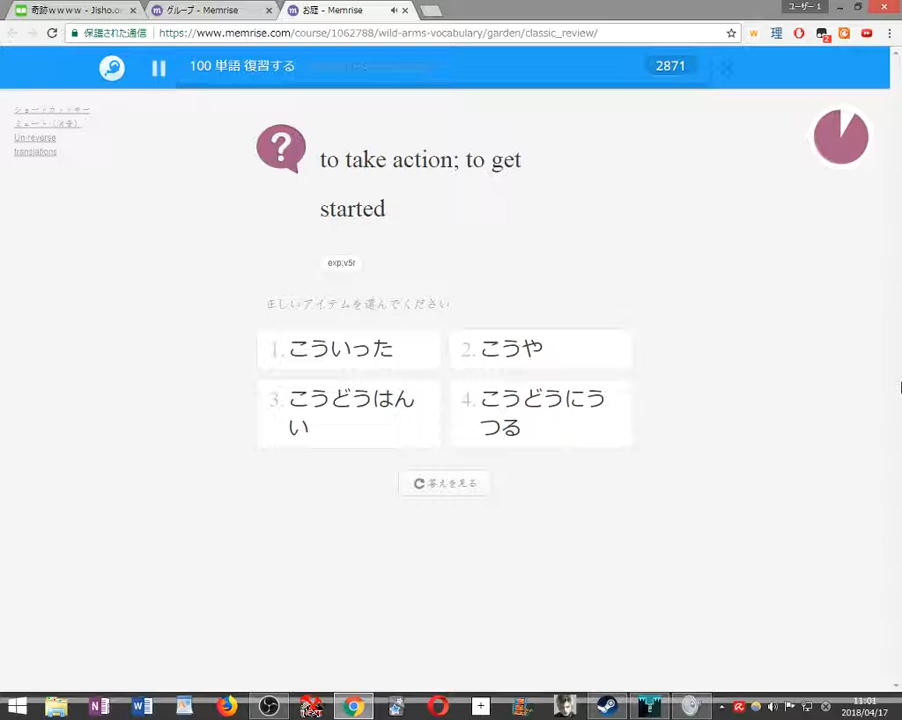 奇跡ｗｗｗｗ - Jisho.o
グループ - Memrise
お庭 - Memrise
ユーザー 1
保護された通信
https://www.memrise.com/course/1062788/wild-arms-vocabulary/garden/classic_review/
100 単語 復習する
2871
ミュート
Un-reverse
translations
to take action; to get
started
exp;v5r
正しいアイテムを選んでください
1. こういった
2. こうや
3. こうどうはん
い
4. こうどうにう
つる
答えを見る
11:01
2018/04/17